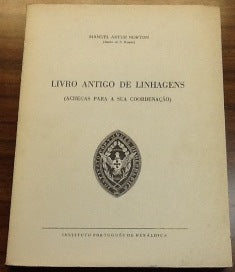 MANUEL ARTUR NORTON
LIVRO ANTIGO DE LINHAGENS
(ACHEGAS PARA A SUA COORDENAÇÃO)
INSTITUTO PORTUGUÊS DE HERÁLDICA